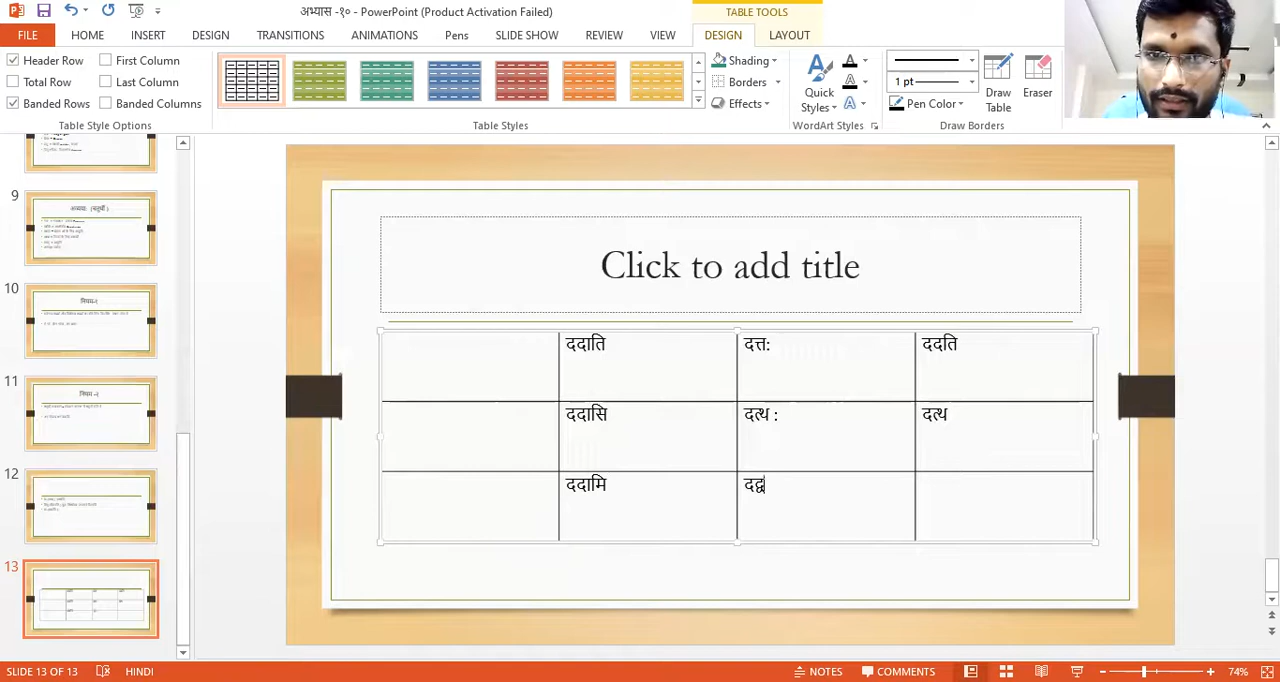 अभ्यास -१० - PowerPoint (Product Activation Failed)
TABLE TOOLS
FILE HOME INSERT DESIGN TRANSITIONS ANIMATIONS Pens SLIDE SHOW REVIEW VIEW DESIGN LAYOUT
Header Row First Column
Total Row Last Column
Banded Rows Banded Columns
Table Style Options
Table Styles
Shading
Borders
Effects
Quick Styles
WordArt Styles
1 pt
Pen Color
Draw Table
Eraser
Draw Borders
9
10
11
12
13
Click to add title
ददाति दत्त: ददति
ददासि दत्थ : दत्थ
ददामि दद्व
SLIDE 13 OF 13 HINDI NOTES COMMENTS 74%